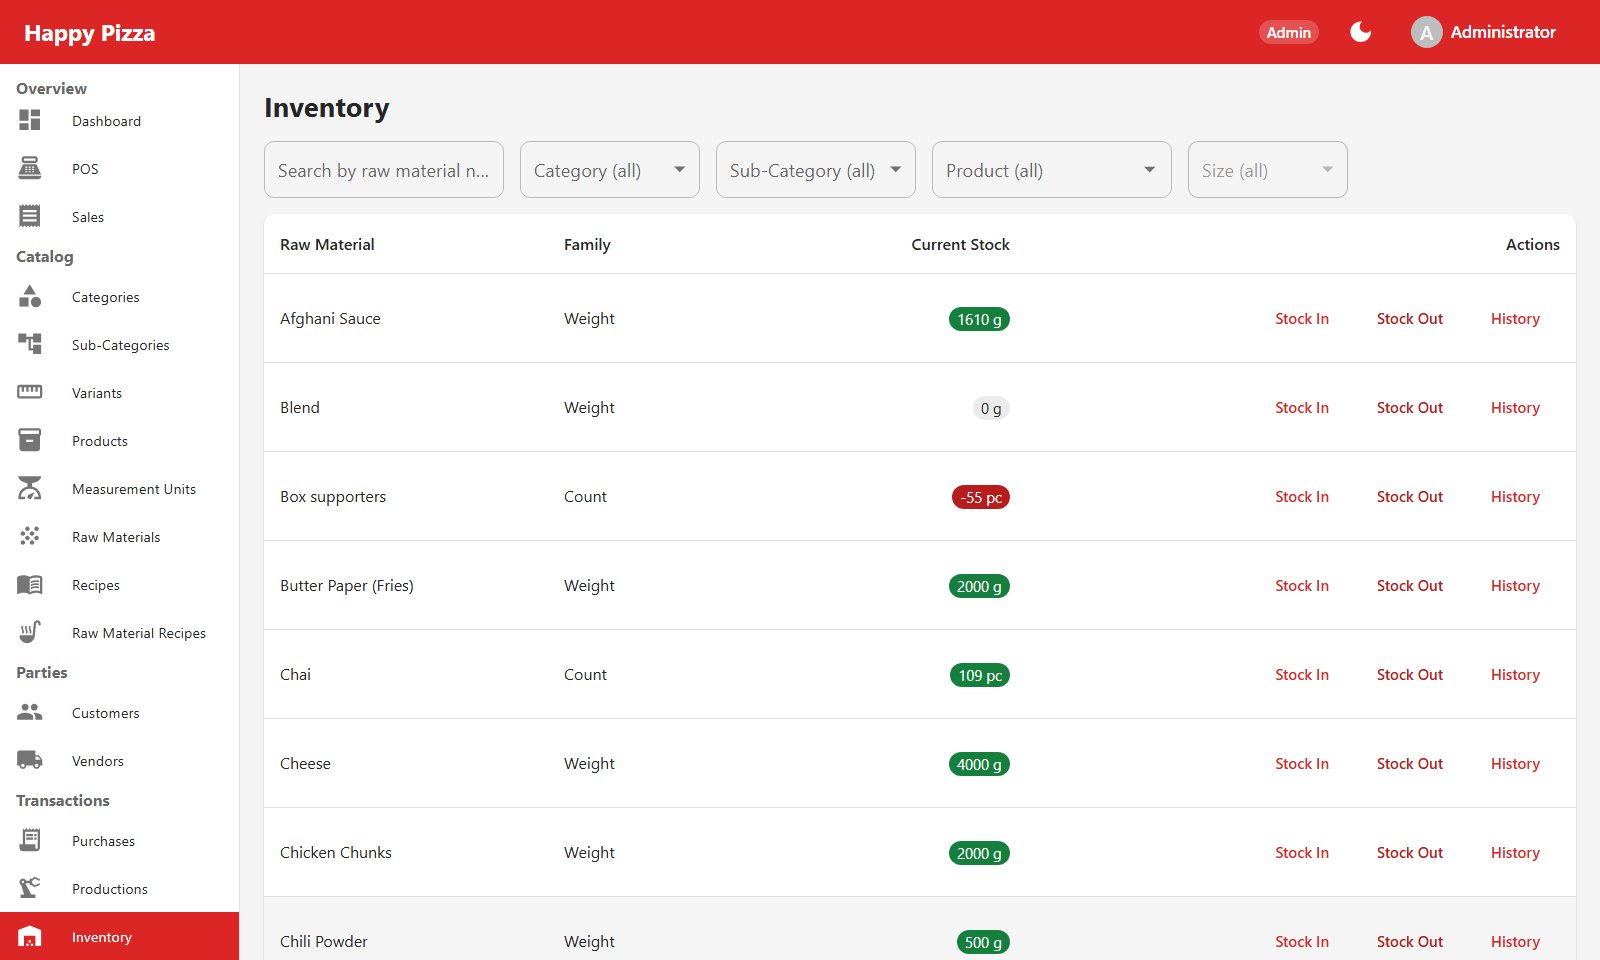 Happy Pizza
Admin
A
Administrator
Overview
Dashboard
POS
Sales
Catalog
Categories
Sub-Categories
Variants
Products
Measurement Units
Raw Materials
Recipes
Raw Material Recipes
Parties
Customers
Vendors
Transactions
Purchases
Productions
Inventory
Inventory
Search by raw material n... Category (all) Sub-Category (all) Product (all) Size (all)
Raw Material Family Current Stock Actions
Afghani Sauce Weight 1610 g Stock In Stock Out History
Blend Weight 0 g Stock In Stock Out History
Box supporters Count -55 pc Stock In Stock Out History
Butter Paper (Fries) Weight 2000 g Stock In Stock Out History
Chai Count 109 pc Stock In Stock Out History
Cheese Weight 4000 g Stock In Stock Out History
Chicken Chunks Weight 2000 g Stock In Stock Out History
Chili Powder Weight 500 g Stock In Stock Out History